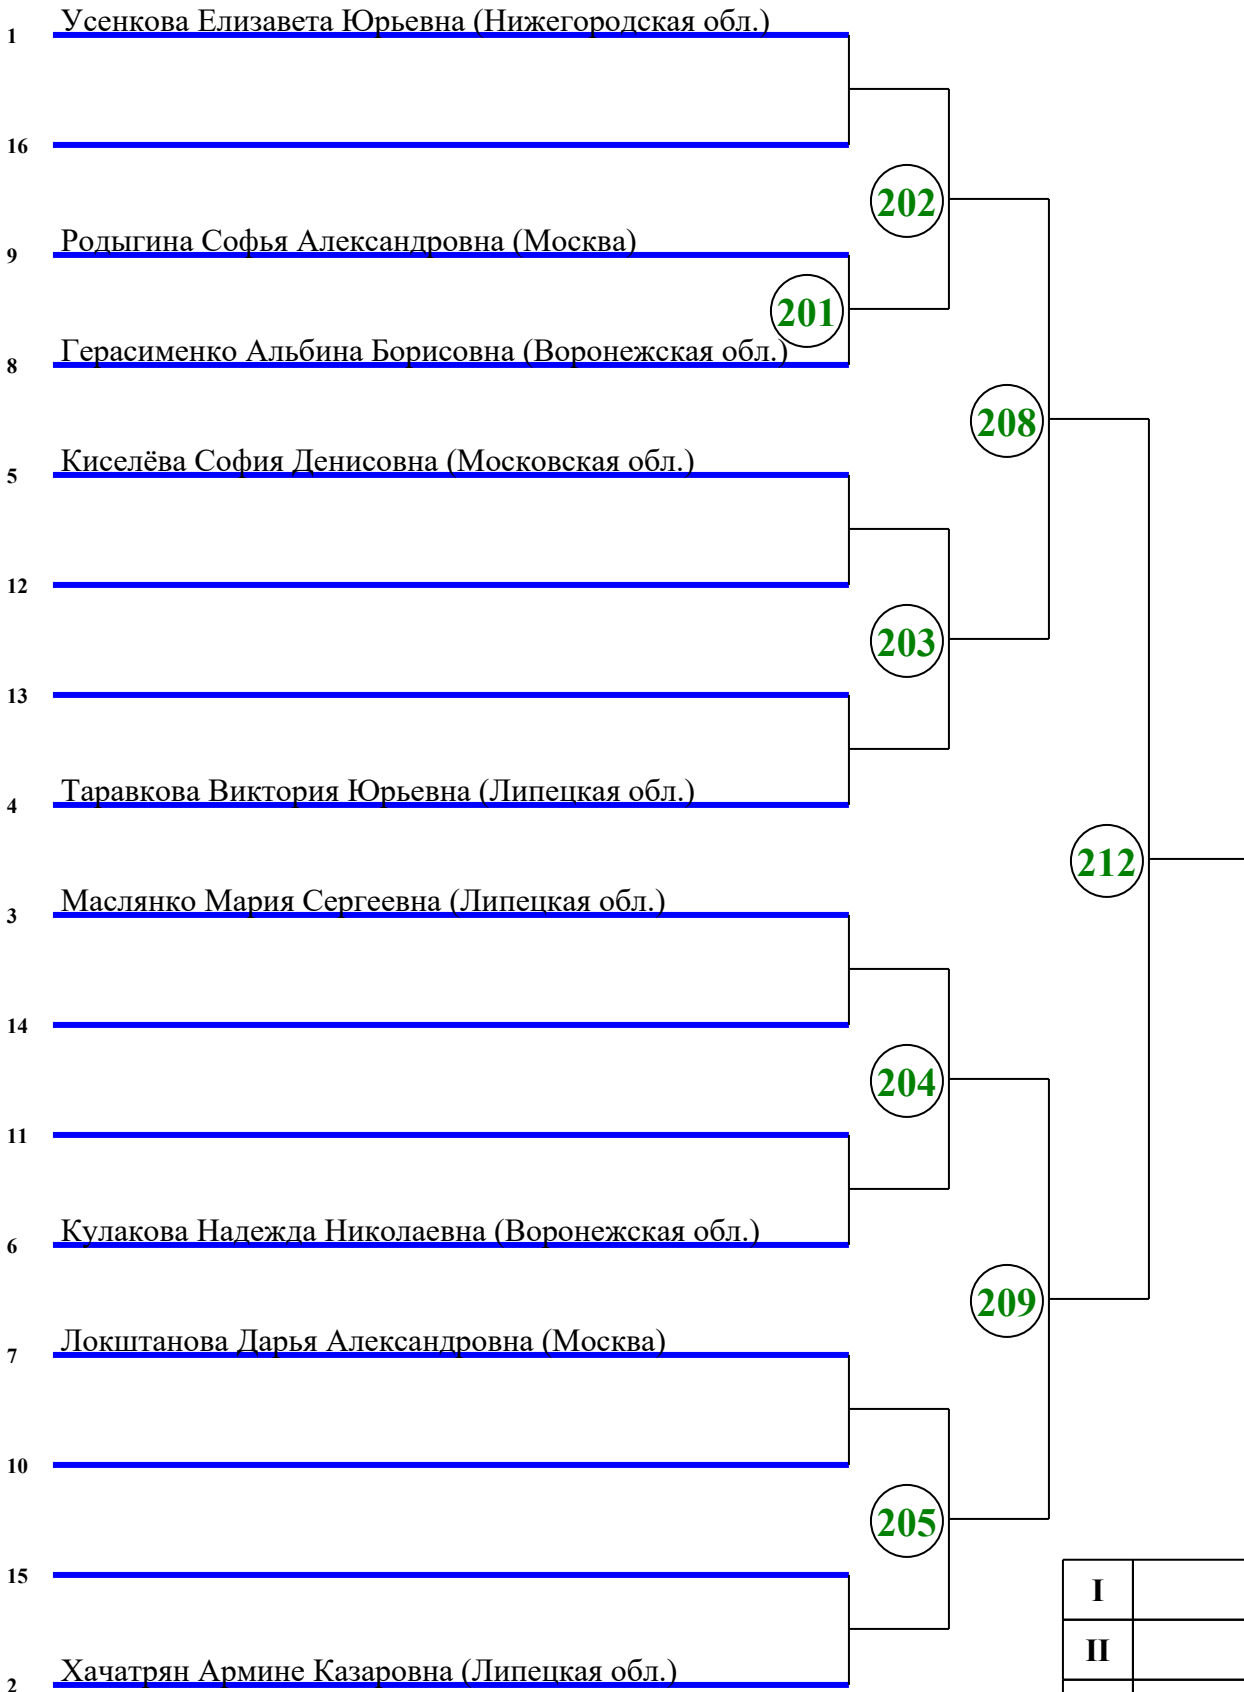 1 Усенкова Елизавета Юрьевна (Нижегородская обл.)
16
202
9 Родыгина Софья Александровна (Москва)
201
8 Герасименко Альбина Борисовна (Воронежская обл.)
208
5 Киселёва София Денисовна (Московская обл.)
12
203
13
4 Таравкова Виктория Юрьевна (Липецкая обл.)
212
3 Маслянко Мария Сергеевна (Липецкая обл.)
14
204
11
6 Кулакова Надежда Николаевна (Воронежская обл.)
209
7 Локштанова Дарья Александровна (Москва)
10
205
15
I
II
2 Хачатрян Армине Казаровна (Липецкая обл.)